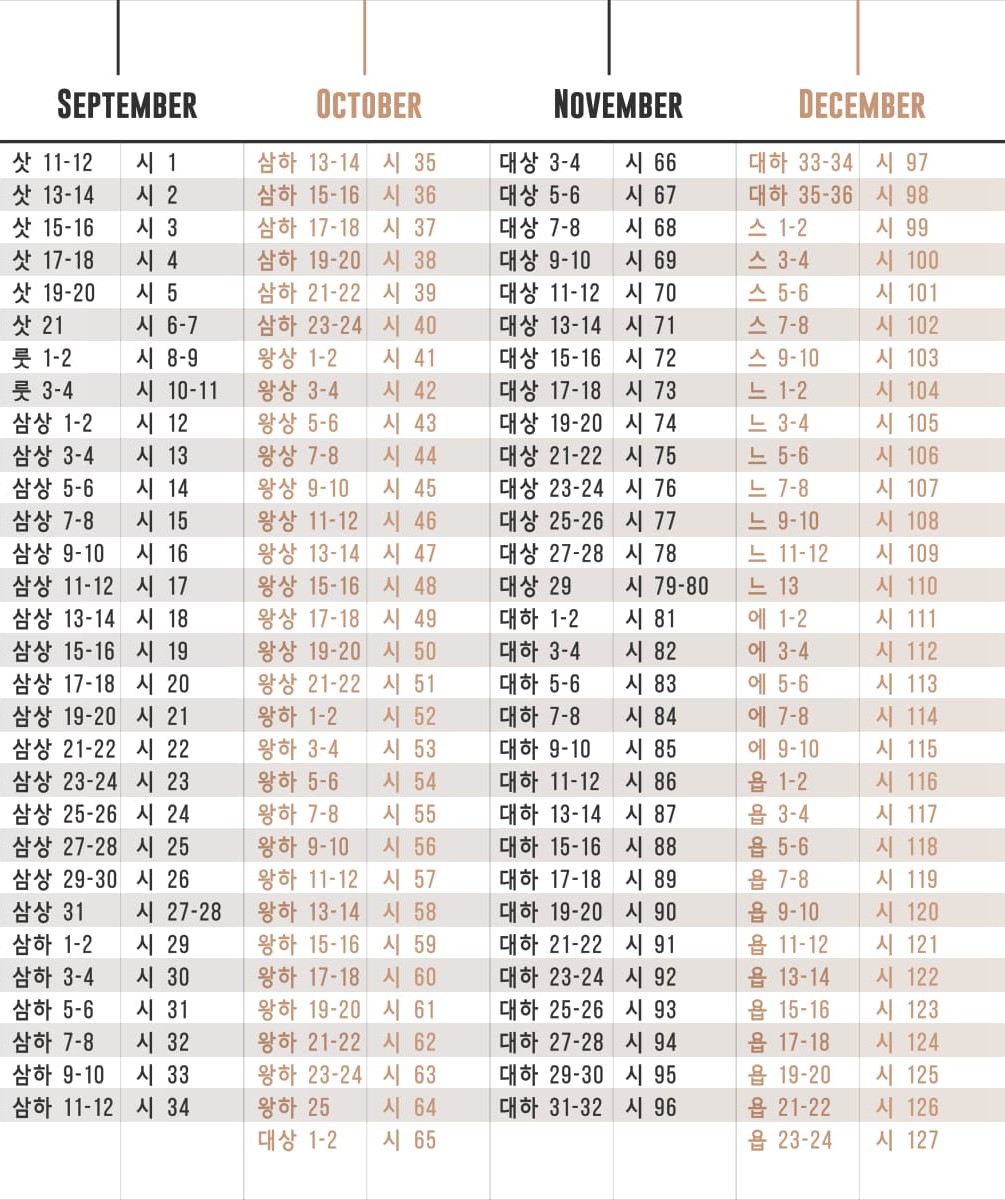 SEPTEMBER OCTOBER NOVEMBER DECEMBER
삿 11-12 시 1 삼하 13-14 시 35 대상 3-4 시 66 대하 33-34 시 97
삿 13-14 시 2 삼하 15-16 시 36 대상 5-6 시 67 대하 35-36 시 98
삿 15-16 시 3 삼하 17-18 시 37 대상 7-8 시 68 스 1-2 시 99
삿 17-18 시 4 삼하 19-20 시 38 대상 9-10 시 69 스 3-4 시 100
삿 19-20 시 5 삼하 21-22 시 39 대상 11-12 시 70 스 5-6 시 101
삿 21 시 6-7 삼하 23-24 시 40 대상 13-14 시 71 스 7-8 시 102
룻 1-2 시 8-9 왕상 1-2 시 41 대상 15-16 시 72 스 9-10 시 103
룻 3-4 시 10-11 왕상 3-4 시 42 대상 17-18 시 73 느 1-2 시 104
삼상 1-2 시 12 왕상 5-6 시 43 대상 19-20 시 74 느 3-4 시 105
삼상 3-4 시 13 왕상 7-8 시 44 대상 21-22 시 75 느 5-6 시 106
삼상 5-6 시 14 왕상 9-10 시 45 대상 23-24 시 76 느 7-8 시 107
삼상 7-8 시 15 왕상 11-12 시 46 대상 25-26 시 77 느 9-10 시 108
삼상 9-10 시 16 왕상 13-14 시 47 대상 27-28 시 78 느 11-12 시 109
삼상 11-12 시 17 왕상 15-16 시 48 대상 29 시 79-80 느 13 시 110
삼상 13-14 시 18 왕상 17-18 시 49 대하 1-2 시 81 에 1-2 시 111
삼상 15-16 시 19 왕상 19-20 시 50 대하 3-4 시 82 에 3-4 시 112
삼상 17-18 시 20 왕상 21-22 시 51 대하 5-6 시 83 에 5-6 시 113
삼상 19-20 시 21 왕하 1-2 시 52 대하 7-8 시 84 에 7-8 시 114
삼상 21-22 시 22 왕하 3-4 시 53 대하 9-10 시 85 에 9-10 시 115
삼상 23-24 시 23 왕하 5-6 시 54 대하 11-12 시 86 욥 1-2 시 116
삼상 25-26 시 24 왕하 7-8 시 55 대하 13-14 시 87 욥 3-4 시 117
삼상 27-28 시 25 왕하 9-10 시 56 대하 15-16 시 88 욥 5-6 시 118
삼상 29-30 시 26 왕하 11-12 시 57 대하 17-18 시 89 욥 7-8 시 119
삼상 31 시 27-28 왕하 13-14 시 58 대하 19-20 시 90 욥 9-10 시 120
삼하 1-2 시 29 왕하 15-16 시 59 대하 21-22 시 91 욥 11-12 시 121
삼하 3-4 시 30 왕하 17-18 시 60 대하 23-24 시 92 욥 13-14 시 122
삼하 5-6 시 31 왕하 19-20 시 61 대하 25-26 시 93 욥 15-16 시 123
삼하 7-8 시 32 왕하 21-22 시 62 대하 27-28 시 94 욥 17-18 시 124
삼하 9-10 시 33 왕하 23-24 시 63 대하 29-30 시 95 욥 19-20 시 125
삼하 11-12 시 34 왕하 25 시 64 대하 31-32 시 96 욥 21-22 시 126
대상 1-2 시 65 욥 23-24 시 127